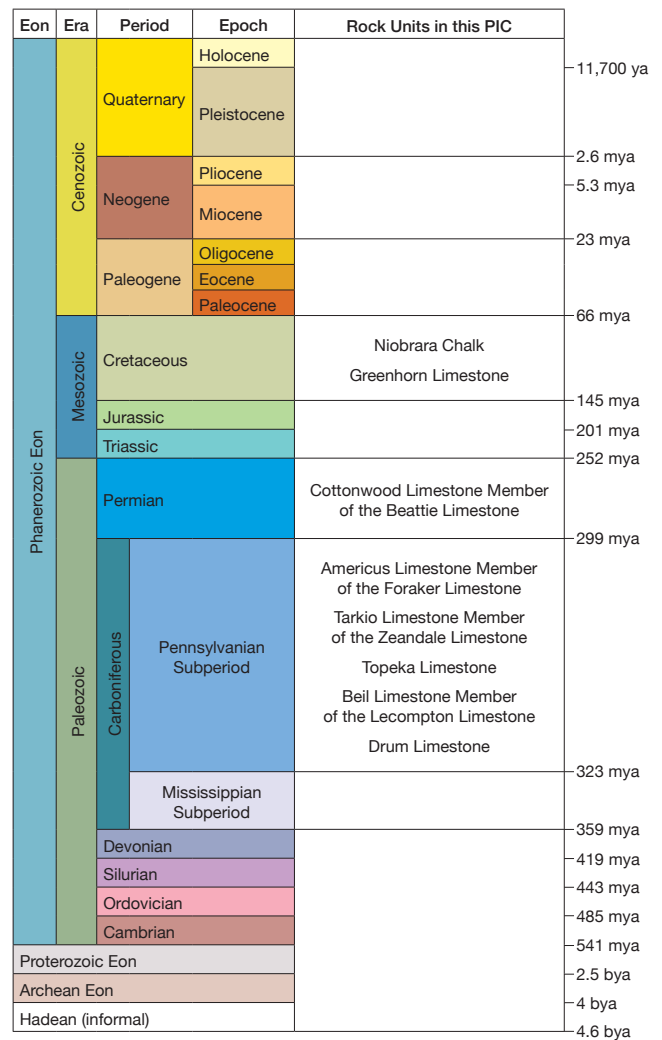 Eon Era Period Epoch Rock Units in this PIC
Holocene
11,700 ya
Quaternary
Pleistocene
2.6 mya
Cenozoic
Pliocene
5.3 mya
Neogene
Miocene
23 mya
Oligocene
Paleogene
Eocene
Paleocene
66 mya
Phanerozoic Eon
Mesozoic
Cretaceous
Niobrara Chalk
Greenhorn Limestone
145 mya
Jurassic
201 mya
Triassic
252 mya
Paleozoic
Permian
Cottonwood Limestone Member
of the Beattie Limestone
299 mya
Carboniferous
Pennsylvanian
Subperiod
Americus Limestone Member
of the Foraker Limestone
Tarkio Limestone Member
of the Zeandale Limestone
Topeka Limestone
Beil Limestone Member
of the Lecompton Limestone
Drum Limestone
323 mya
Mississippian
Subperiod
359 mya
Devonian
419 mya
Silurian
443 mya
Ordovician
485 mya
Cambrian
541 mya
Proterozoic Eon
2.5 bya
Archean Eon
4 bya
Hadean (informal)
4.6 bya